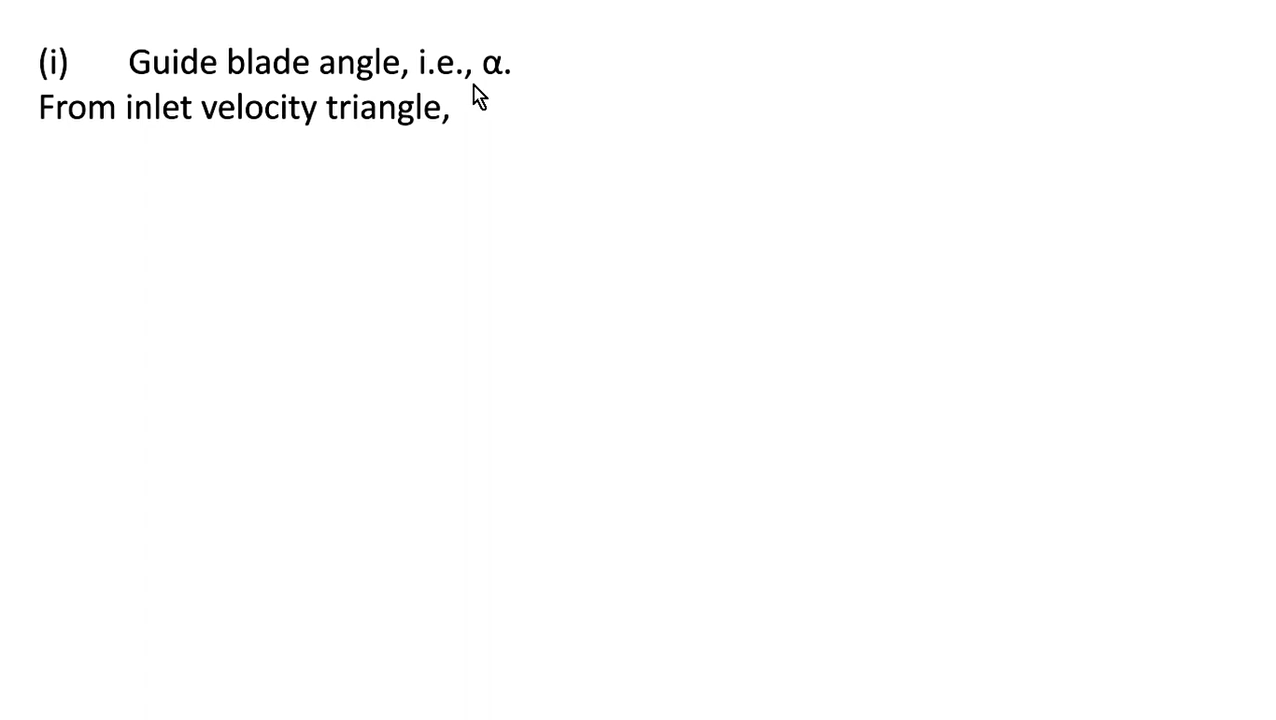 (i) Guide blade angle, i.e., α.
From inlet velocity triangle,